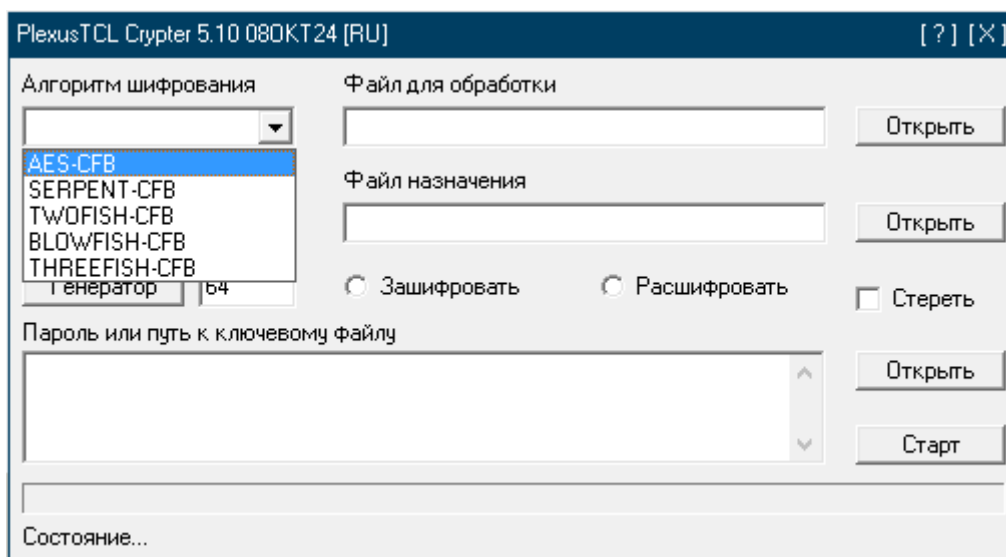 PlexusTCL Crypter 5.10 08OKT24 [RU] [ ? ] [X]
Алгоритм шифрования
Файл для обработки
Открыть
AES-CFB
SERPENT-CFB
TWOFISH-CFB
BLOWFISH-CFB
THREEFISH-CFB
Файл назначения
Открыть
Генератор 64
Зашифровать
Расшифровать
Стереть
Пароль или путь к ключевому файлу
Открыть
Старт
Состояние...